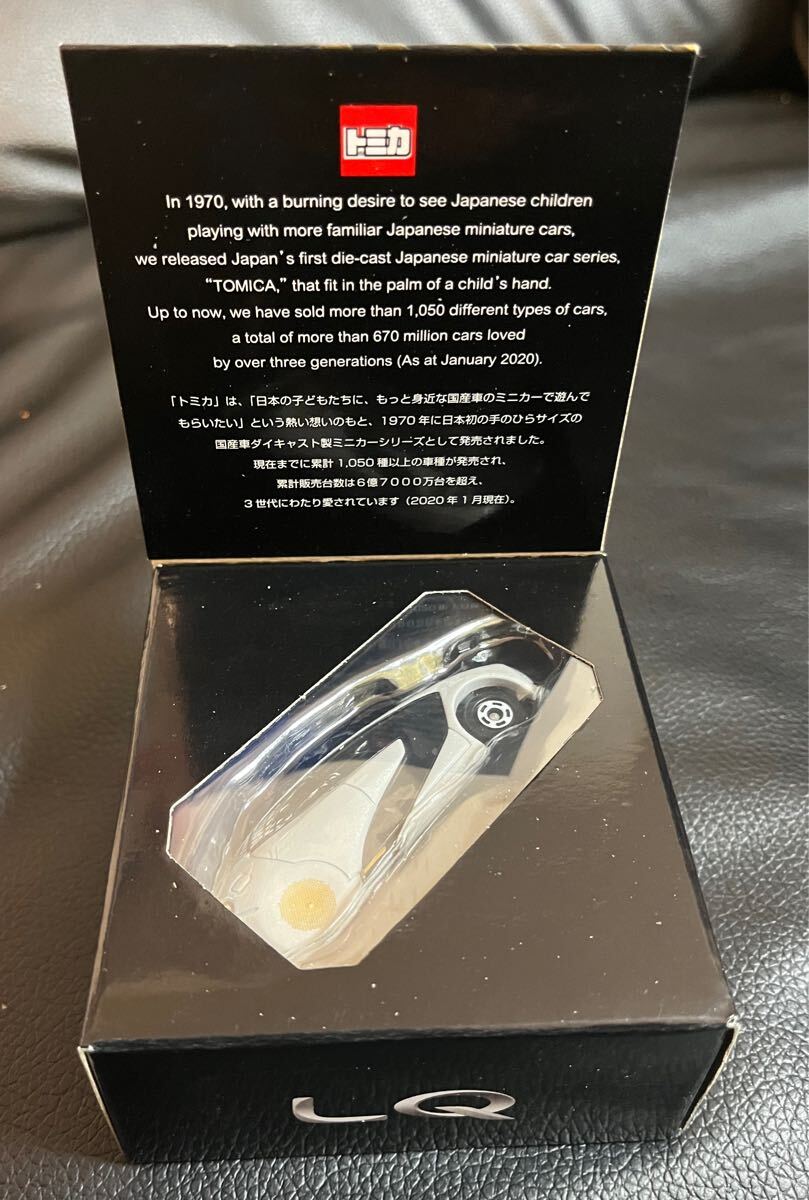 トミカ
In 1970, with a burning desire to see Japanese children
playing with more familiar Japanese miniature cars,
we released Japan's first die-cast Japanese miniature car series,
“TOMICA,” that fit in the palm of a child's hand.
Up to now, we have sold more than 1,050 different types of cars,
a total of more than 670 million cars loved
by over three generations (As at January 2020).
「トミカ」は、「日本の子どもたちに、もっと身近な国産車のミニカーで遊んで
もらいたい」という熱い想いのもと、1970年に日本初の手のひらサイズの
国産車ダイキャスト製ミニカーシリーズとして発売されました。
現在までに累計1,050種以上の車種が発売され、
累計販売台数は6億7000万台を超え、
3世代にわたり愛されています（2020年1月現在）。
LQ